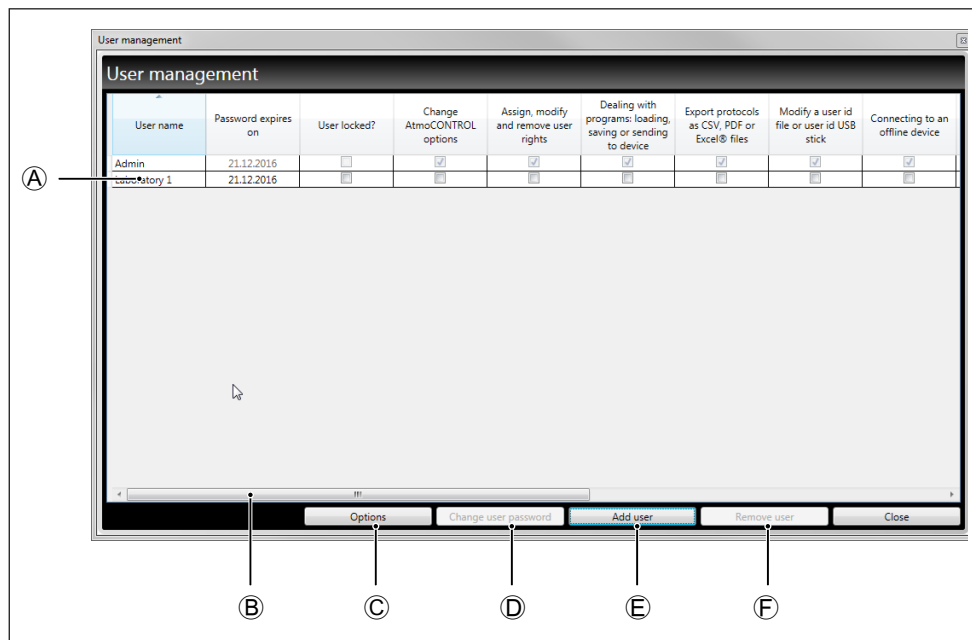 User management
User management
User name
Password expires
on
User locked?
Change
AtmoCONTROL
options
Assign, modify
and remove user
rights
Dealing with
programs: loading,
saving or sending
to device
Export protocols
as CSV, PDF or
Excel® files
Modify a user id
file or user id USB
stick
Connecting to an
offline device
Admin 21.12.2016
Laboratory 1 21.12.2016
A
Options Change user password Add user Remove user Close
B C D E F